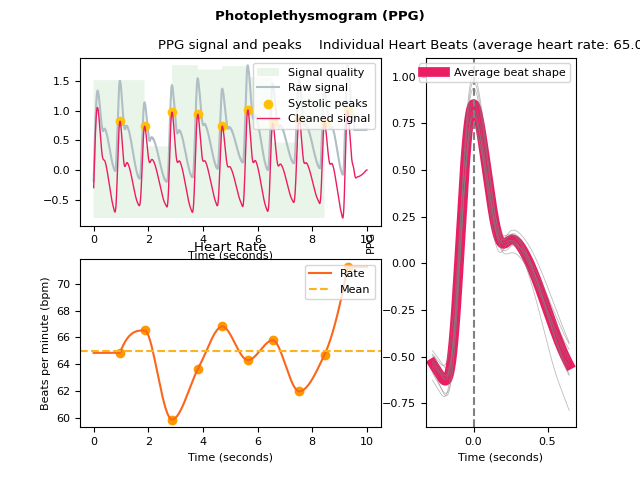 Photoplethysmogram (PPG)
PPG signal and peaks
Individual Heart Beats (average heart rate: 65.0
1.5
1.0
0.5
0.0
−0.5
Signal quality
Raw signal
Systolic peaks
Cleaned signal
0
2
4
6
8
10
Time (seconds)
Heart Rate
Beats per minute (bpm)
70
68
66
64
62
60
Rate
Mean
0
2
4
6
8
10
Time (seconds)
PPG
1.00
0.75
0.50
0.25
0.00
−0.25
−0.50
−0.75
Average beat shape
0.0
0.5
Time (seconds)